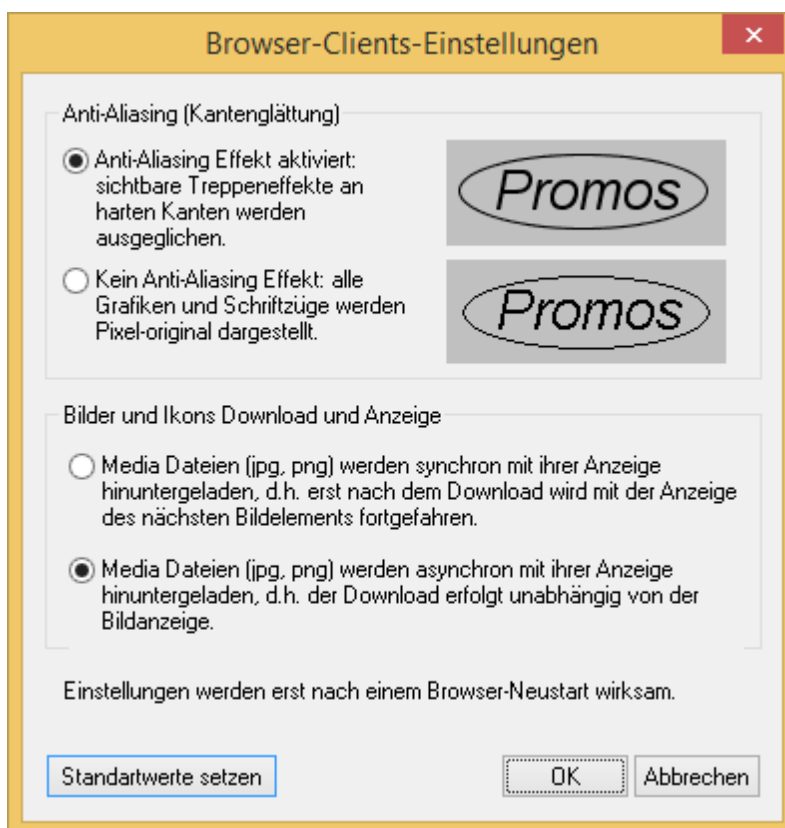 Browser-Clients-Einstellungen
Anti-Aliasing (Kantenglättung)
Anti-Aliasing Effekt aktiviert:
sichtbare Treppeneffekte an
harten Kanten werden
ausgeglichen.
Promos
Kein Anti-Aliasing Effekt: alle
Grafiken und Schriftzüge werden
Pixel-original dargestellt.
Promos
Bilder und Ikons Download und Anzeige
Media Dateien (jpg, png) werden synchron mit ihrer Anzeige
hinuntergeladen, d.h. erst nach dem Download wird mit der Anzeige
des nächsten Bildelements fortgefahren.
Media Dateien (jpg, png) werden asynchron mit ihrer Anzeige
hinuntergeladen, d.h. der Download erfolgt unabhängig von der
Bildanzeige.
Einstellungen werden erst nach einem Browser-Neustart wirksam.
Standartwerte setzen
OK
Abbrechen